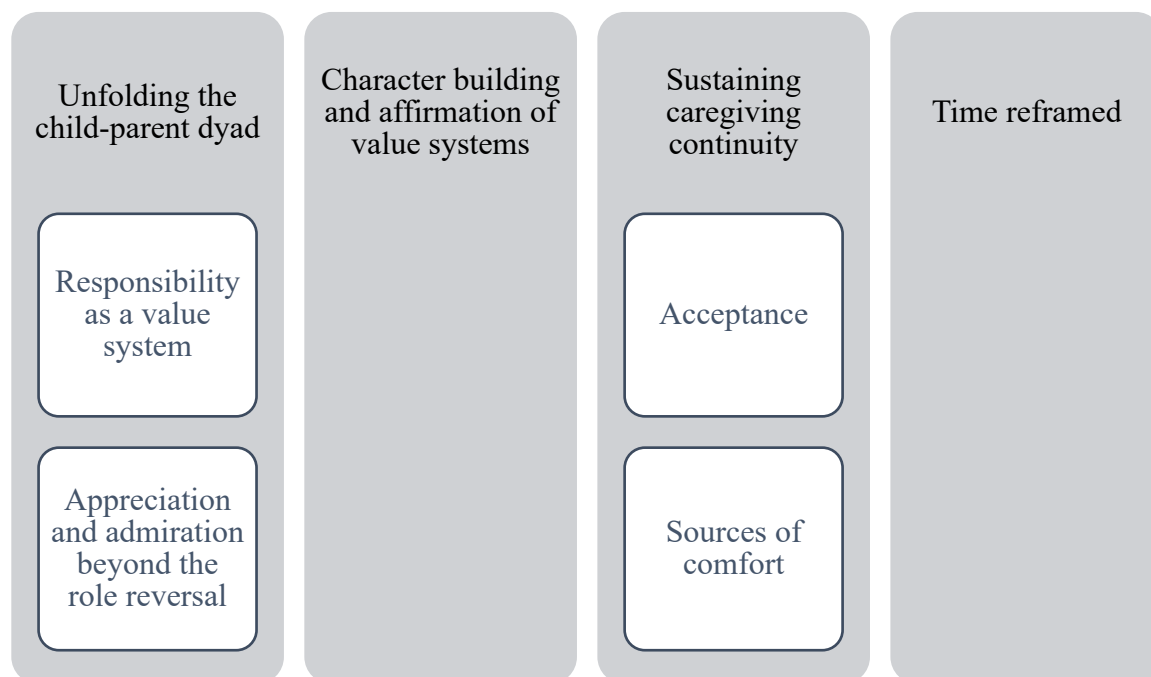 Unfolding the
child-parent dyad
Responsibility
as a value
system
Appreciation
and admiration
beyond the
role reversal
Character building
and affirmation of
value systems
Sustaining
caregiving
continuity
Acceptance
Sources of
comfort
Time reframed